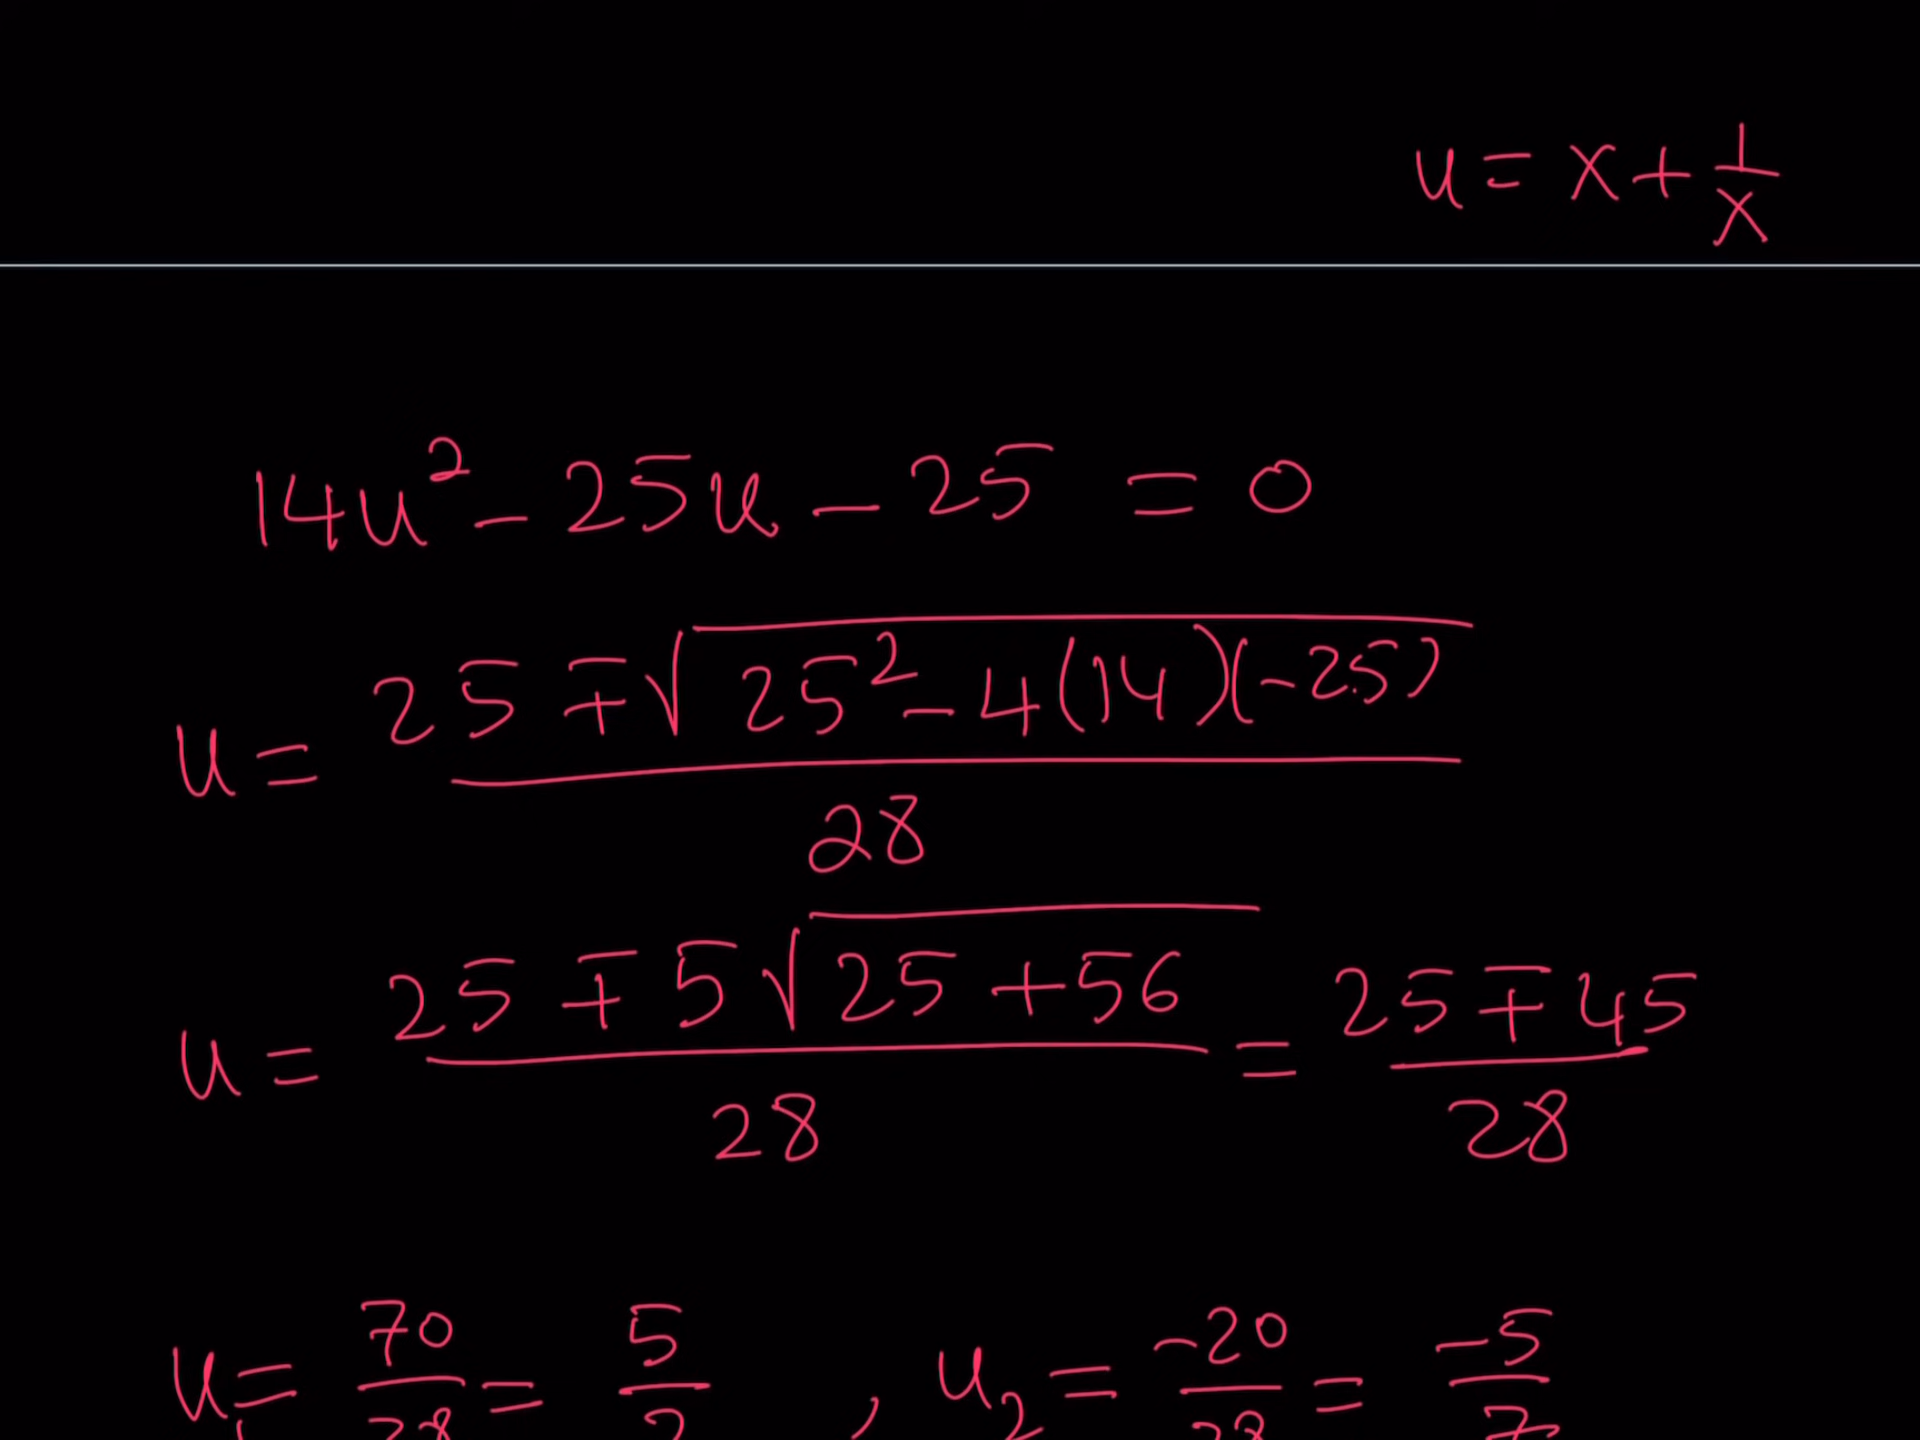 u = x + 1/x
14u² - 25u - 25 = 0
u = (25 ∓ √(25² - 4(14)(-25)))/28
u = (25 ∓ 5√(25 + 56))/28 = (25 ∓ 45)/28
u₁ = 70/28 = 5/2 , u₂ = -20/28 = -5/7